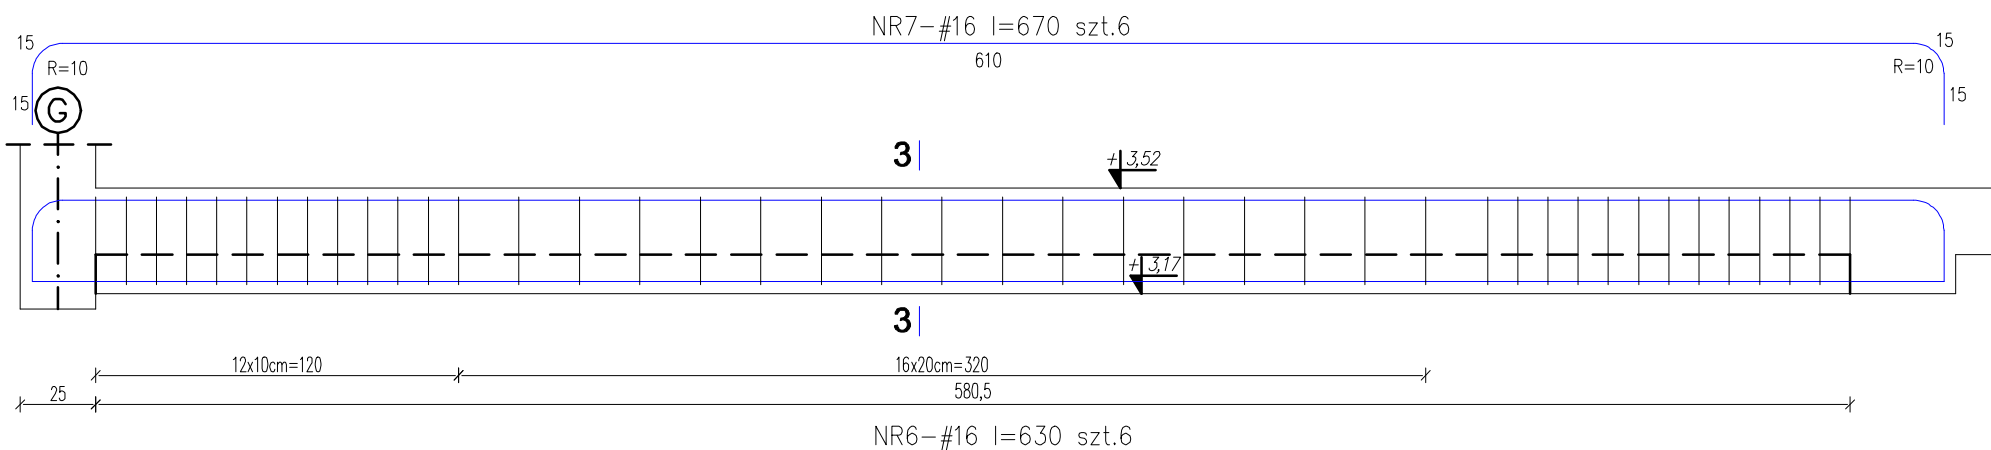 NR7-#16 l=670 szt.6
15
15
610
R=10
R=10
15
15
G
3
+ 3,52
+ 3,17
3
12x10cm=120
16x20cm=320
25
580,5
NR6-#16 l=630 szt.6